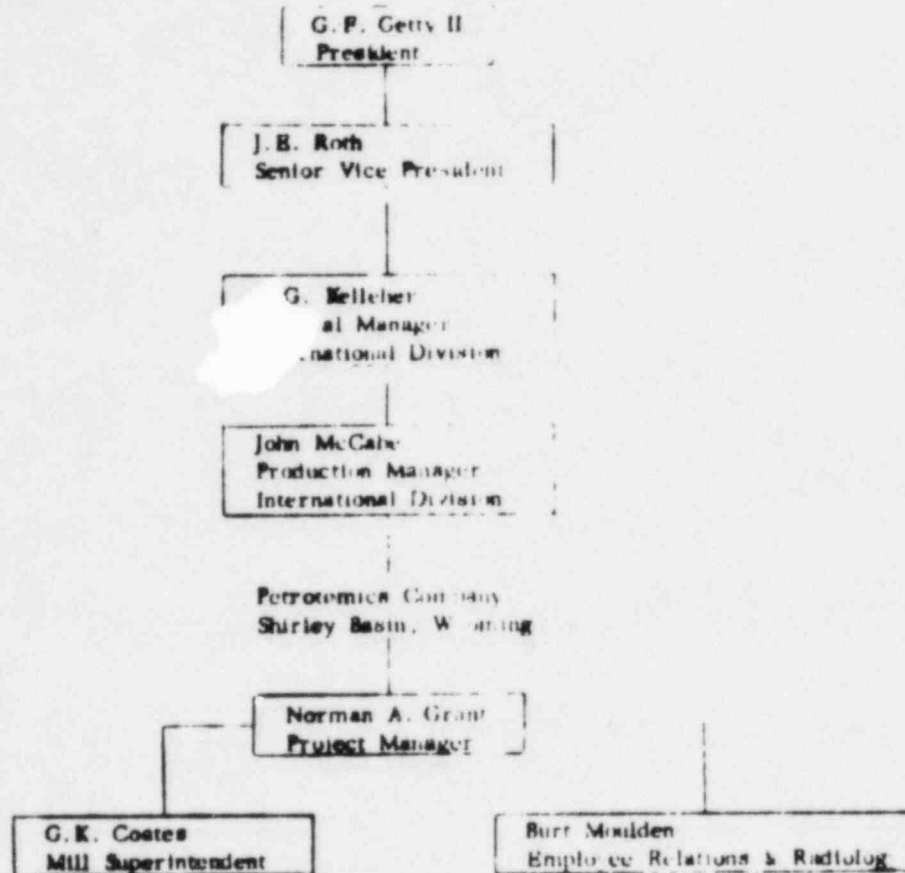 G. F. Getty II
President
J. E. Roth
Senior Vice President
G. Kelleher
al Manager
national Division
John McCabe
Production Manager
International Division
Petrotomics Company
Shirley Basin, Wyoming
Norman A. Grant
Project Manager
G. K. Coates
Mill Superintendent
Burt Moulden
Employee Relations & Radiolog